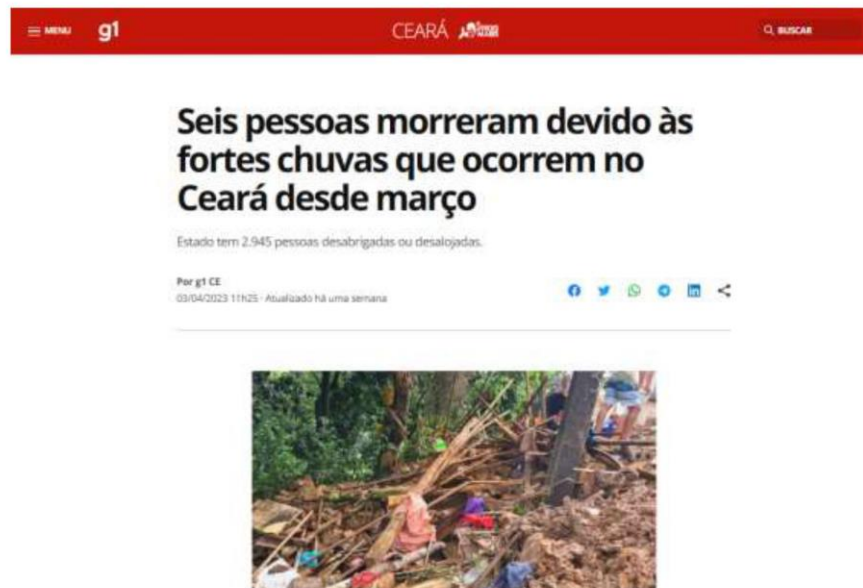 MENU
g1
CEARÁ
BUSCAR
Seis pessoas morreram devido às
fortes chuvas que ocorrem no
Ceará desde março
Estado tem 2.945 pessoas desabrigadas ou desalojadas.
Por g1 CE
03/04/2023 11h25 · Atualizado há uma semana
in